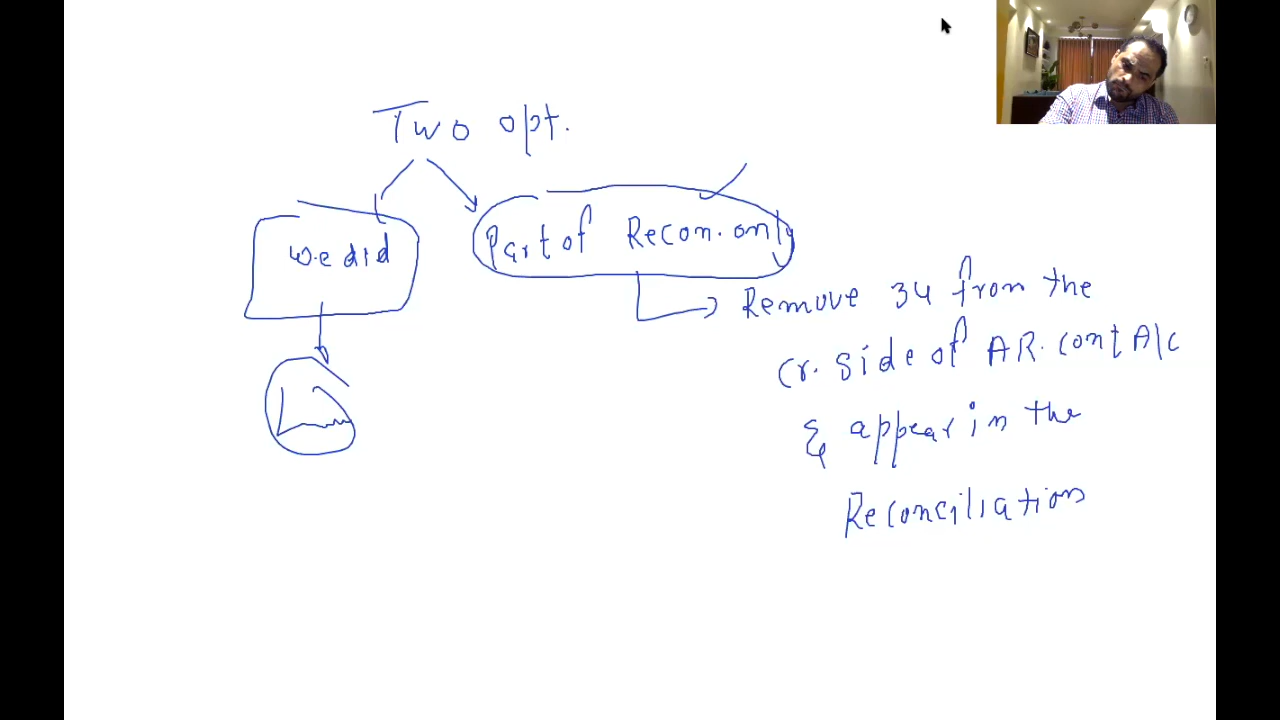 Two opt.
we did
Part of Recon. only
Remove 34 from the
Cr. side of AR. cont A/c
& appear in the
Reconciliation